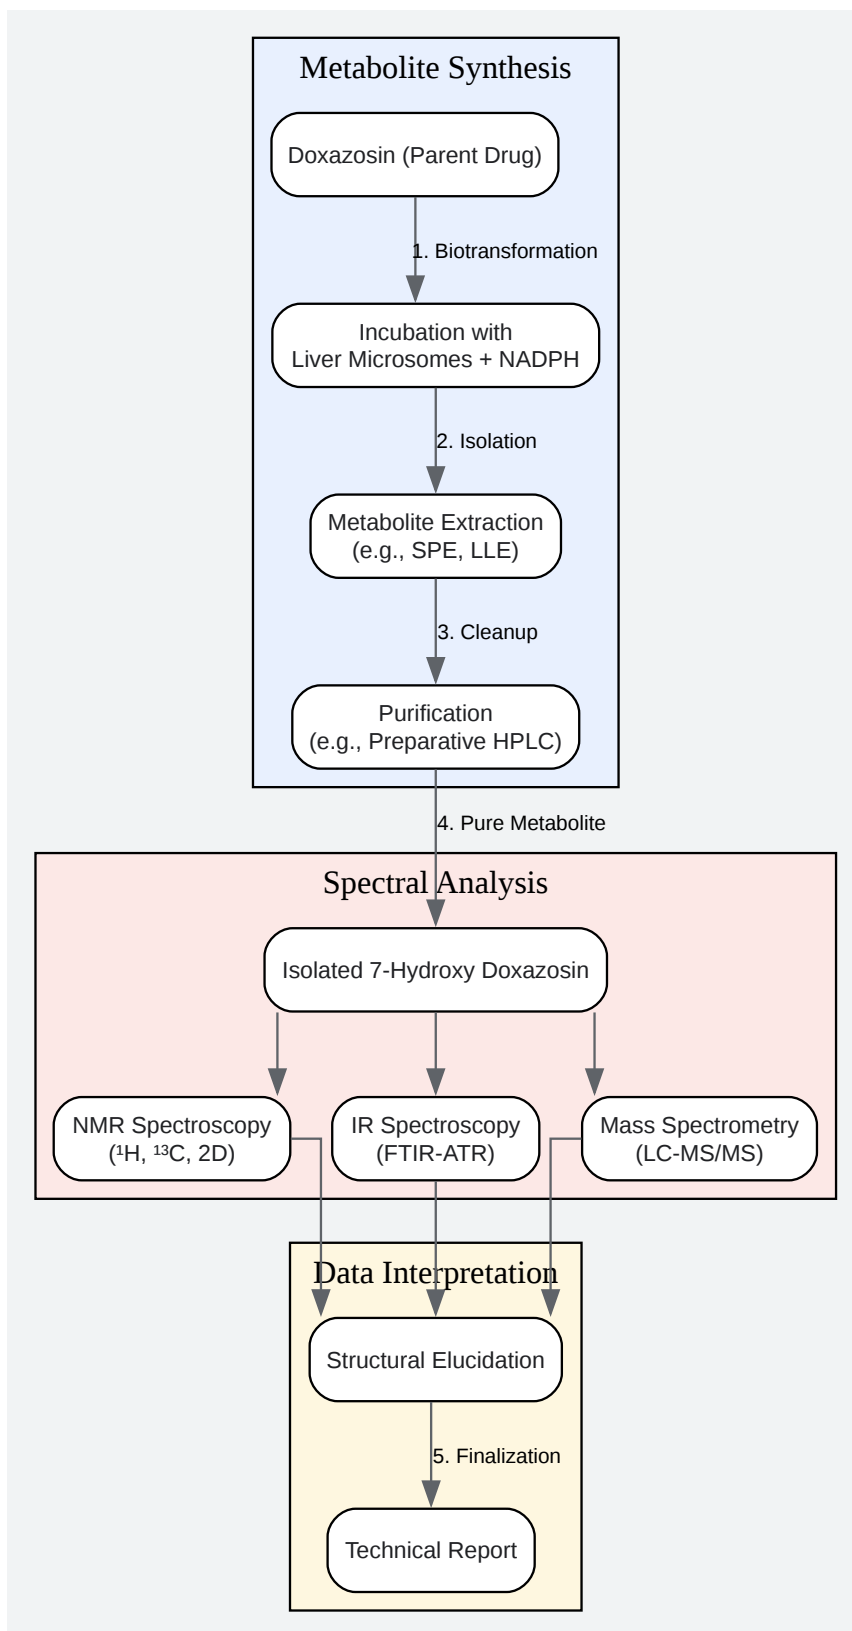 Metabolite Synthesis
Doxazosin (Parent Drug)
1. Biotransformation
Incubation with
Liver Microsomes + NADPH
2. Isolation
Metabolite Extraction
(e.g., SPE, LLE)
3. Cleanup
Purification
(e.g., Preparative HPLC)
4. Pure Metabolite
Spectral Analysis
Isolated 7-Hydroxy Doxazosin
NMR Spectroscopy
(¹H, ¹³C, 2D)
IR Spectroscopy
(FTIR-ATR)
Mass Spectrometry
(LC-MS/MS)
Data Interpretation
Structural Elucidation
5. Finalization
Technical Report